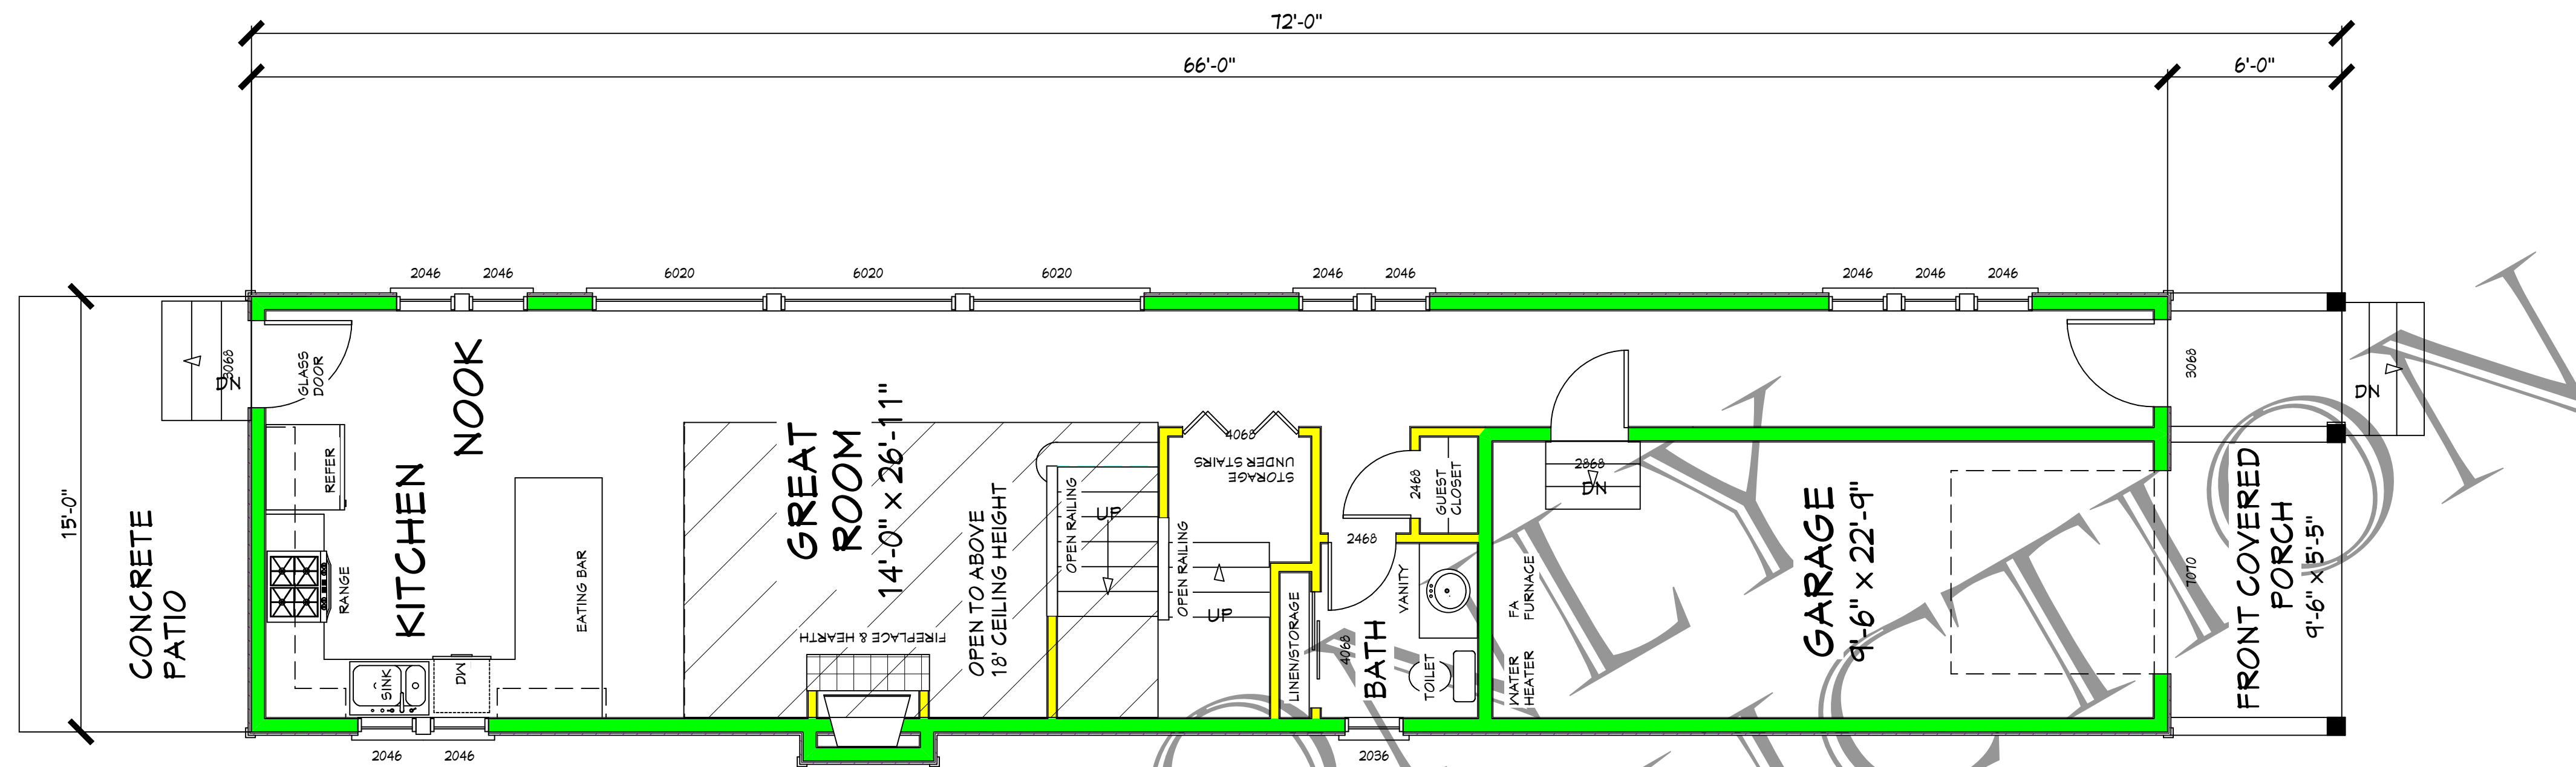 72'-0"
66'-0"
6'-0"
2046
2046
6020
6020
6020
2046
2046
2046
2046
2046
15'-0"
CONCRETE
PATIO
DN
3068
GLASS
DOOR
NOOK
KITCHEN
REFER
RANGE
SINK
DW
EATING BAR
2046
2046
GREAT
ROOM
14'-0" x 26'-11"
FIREPLACE & HEARTH
OPEN TO ABOVE
18' CEILING HEIGHT
OPEN RAILING
UP
OPEN RAILING
UP
4068
STORAGE
UNDER STAIRS
LINEN/STORAGE
4068
2468
2468
GUEST
CLOSET
VANITY
BATH
TOILET
2036
2868
DN
FA
FURNACE
WATER
HEATER
GARAGE
9'-6" x 22'-9"
7070
3068
FRONT COVERED
PORCH
9'-6" x 5'-5"
DN
ONLY
CTION